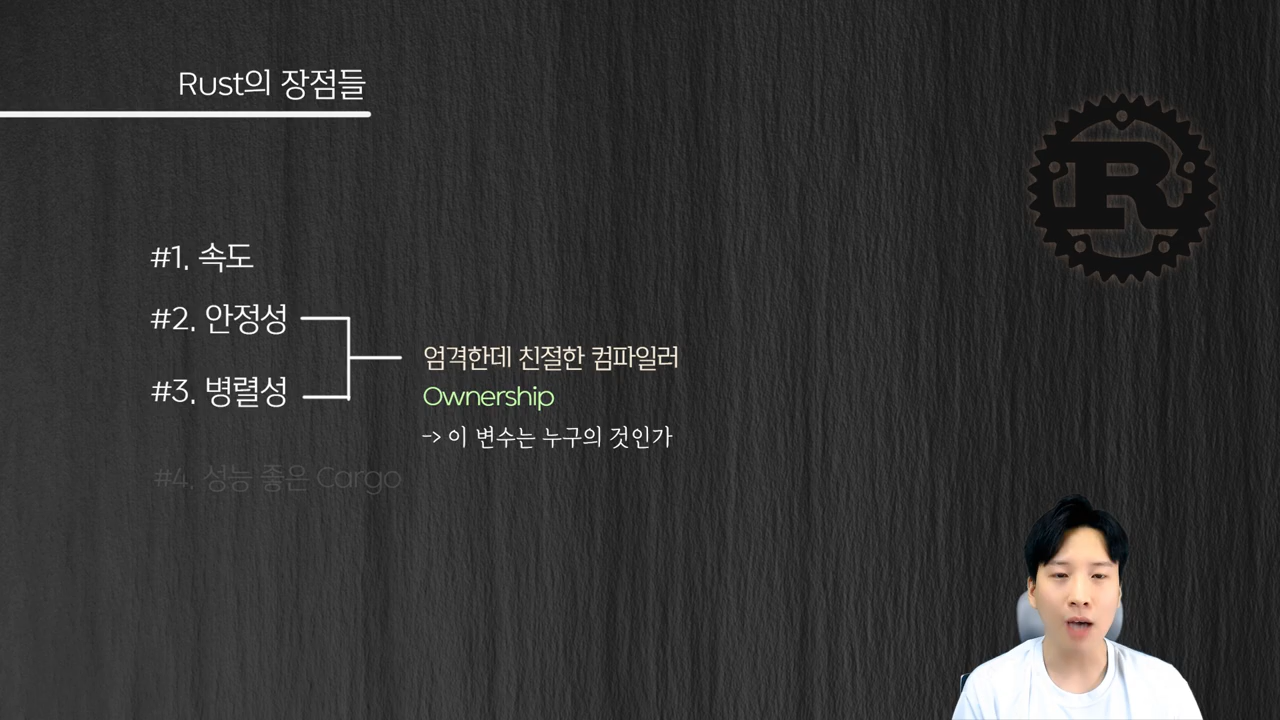 Rust의 장점들
#1. 속도
#2. 안정성
#3. 병렬성
엄격한데 친절한 컴파일러
Ownership
-> 이 변수는 누구의 것인가
#4. 성능 좋은 Cargo
R